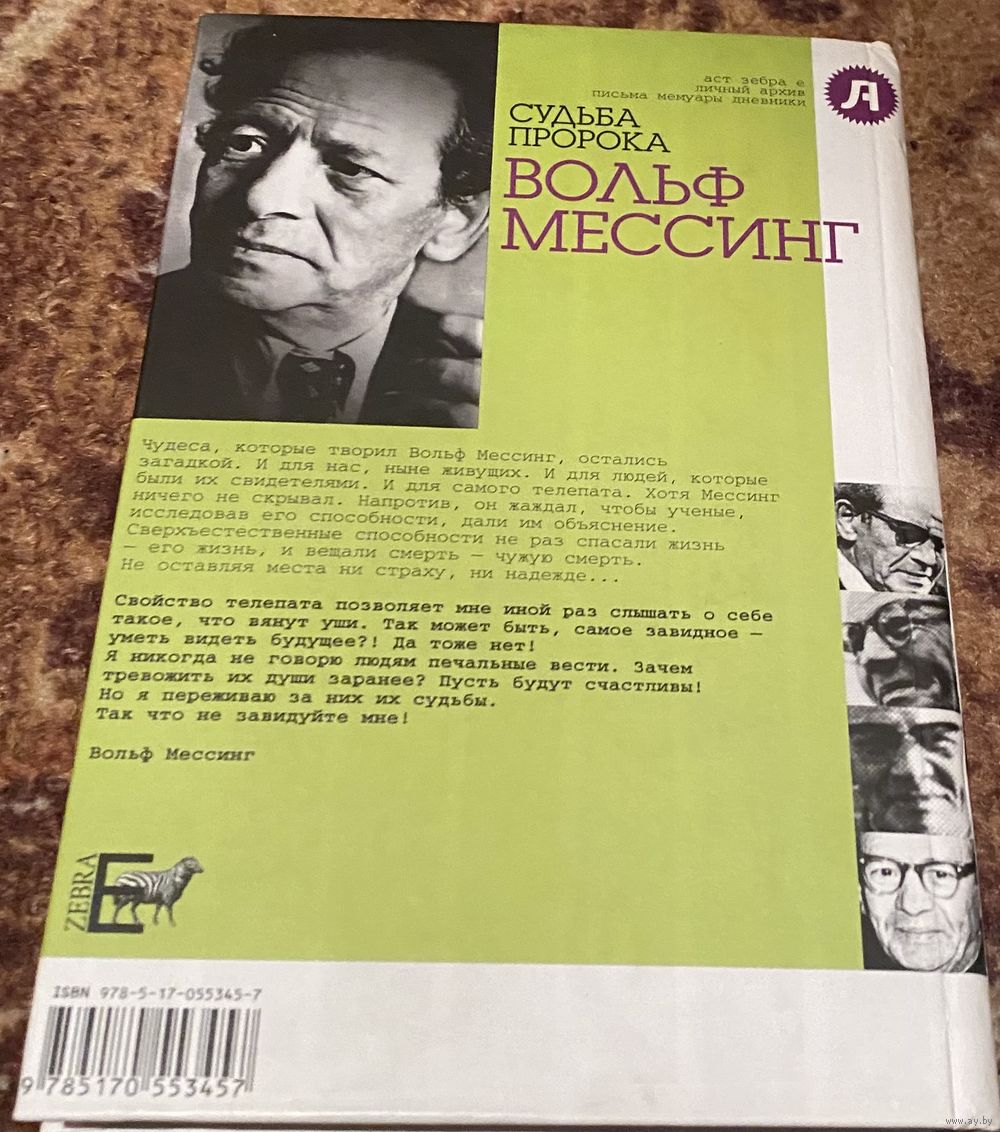 аст зебра е
личный архив
письма мемуары дневники
ЛА
СУДЬБА
ПРОРОКА
ВОЛЬФ
МЕССИНГ
Чудеса, которые творил Вольф Мессинг, остались
загадкой. И для нас, ныне живущих. И для людей, которые
были их свидетелями. И для самого телепата. Хотя Мессинг
ничего не скрывал. Напротив, он жаждал, чтобы ученые,
исследовав его способности, дали им объяснение.
Сверхъестественные способности не раз спасали жизнь
— его жизнь, и вещали смерть — чужую смерть.
Не оставляя места ни страху, ни надежде...
Свойство телепата позволяет мне иной раз слышать о себе
такое, что вянут уши. Так может быть, самое завидное —
уметь видеть будущее?! Да тоже нет!
Я никогда не говорю людям печальные вести. Зачем
тревожить их души заранее? Пусть будут счастливы!
Но я переживаю за них их судьбы.
Так что не завидуйте мне!
Вольф Мессинг
ZEBRA E
ISBN 978-5-17-055345-7
9 785170 553457
www.ay.by